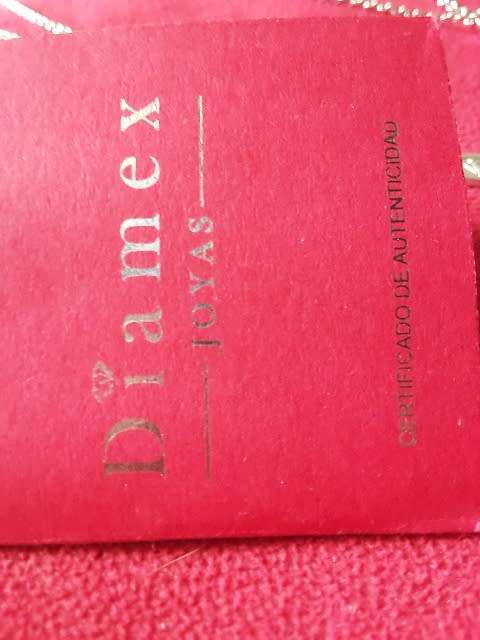 Diamex
JOYAS
CERTIFICADO DE AUTENTICIDAD